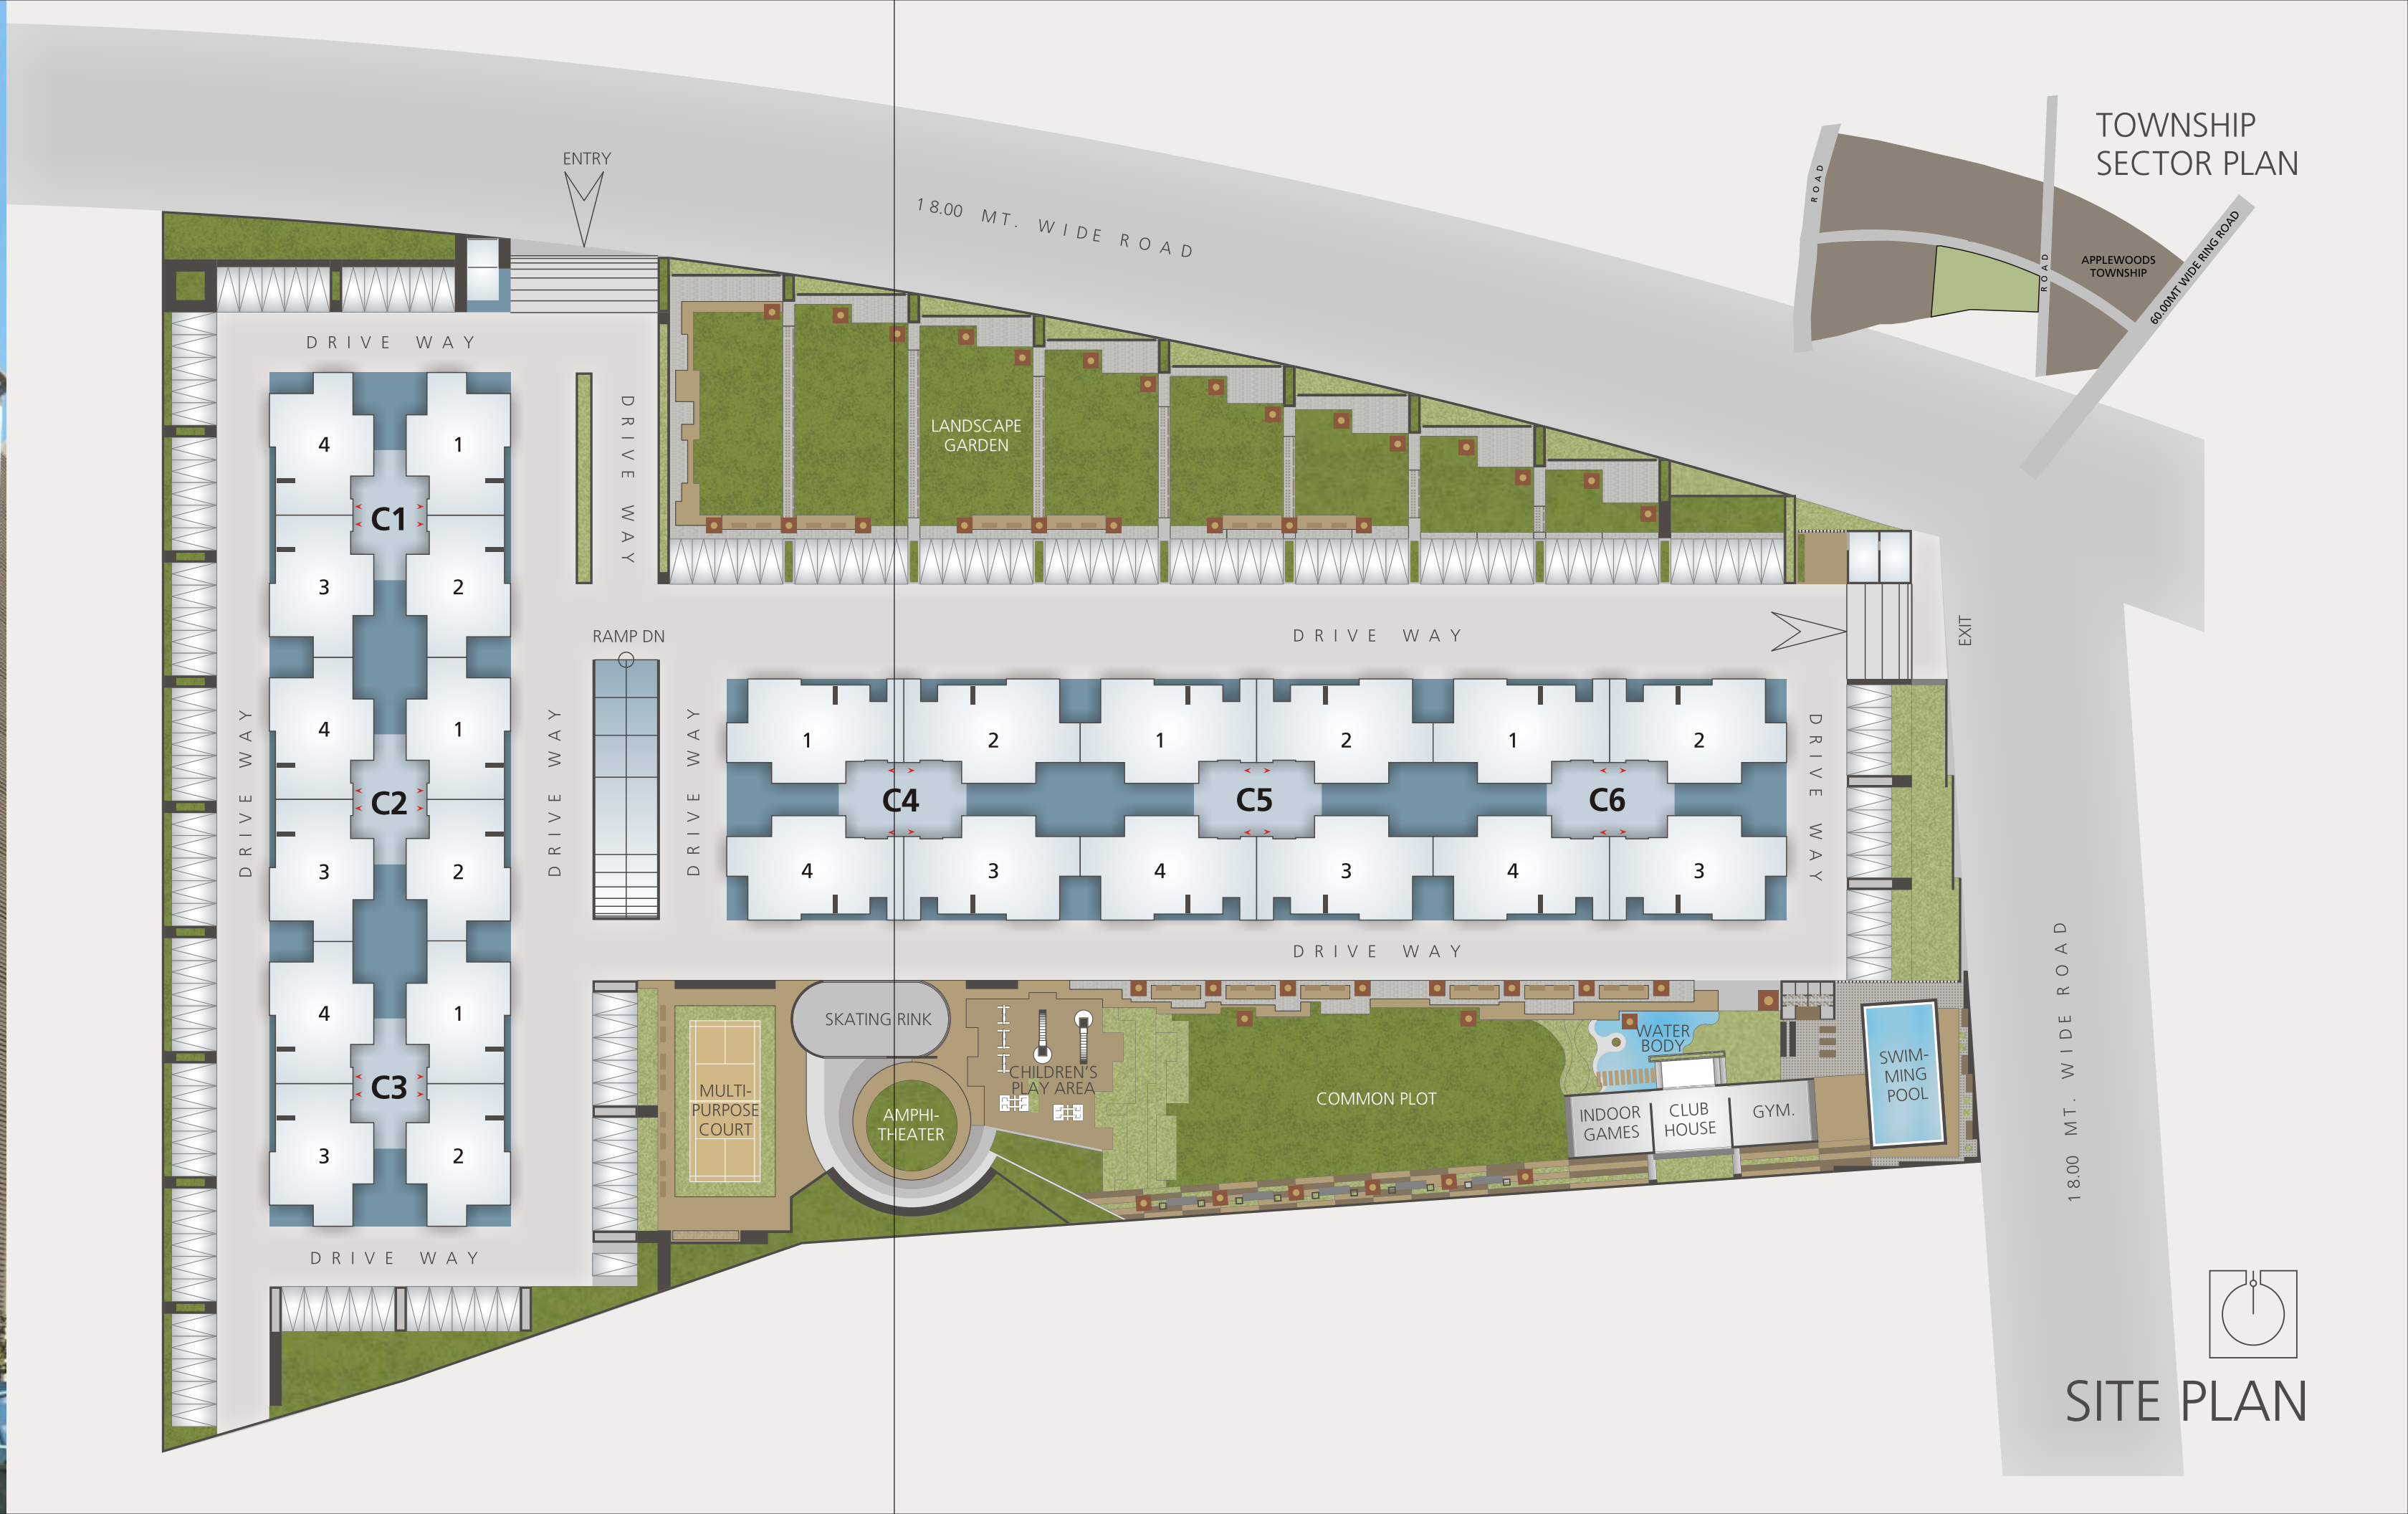 TOWNSHIP
SECTOR PLAN
ROAD
ROAD
APPLEWOODS
TOWNSHIP
60.00MT WIDE RING ROAD
ENTRY
18.00 MT. WIDE ROAD
DRIVE WAY
DRIVE WAY
LANDSCAPE
GARDEN
4
1
C1
3
2
RAMP DN
DRIVE WAY
EXIT
4
1
C2
3
2
DRIVE WAY
DRIVE WAY
DRIVE WAY
1
2
1
2
1
2
C4
C5
C6
4
3
4
3
4
3
DRIVE WAY
DRIVE WAY
4
1
C3
3
2
DRIVE WAY
SKATING RINK
MULTI-
PURPOSE
COURT
AMPHI-
THEATER
CHILDREN'S
PLAY AREA
COMMON PLOT
WATER
BODY
INDOOR
GAMES
CLUB
HOUSE
GYM.
SWIM-
MING
POOL
18.00 MT. WIDE ROAD
SITE PLAN